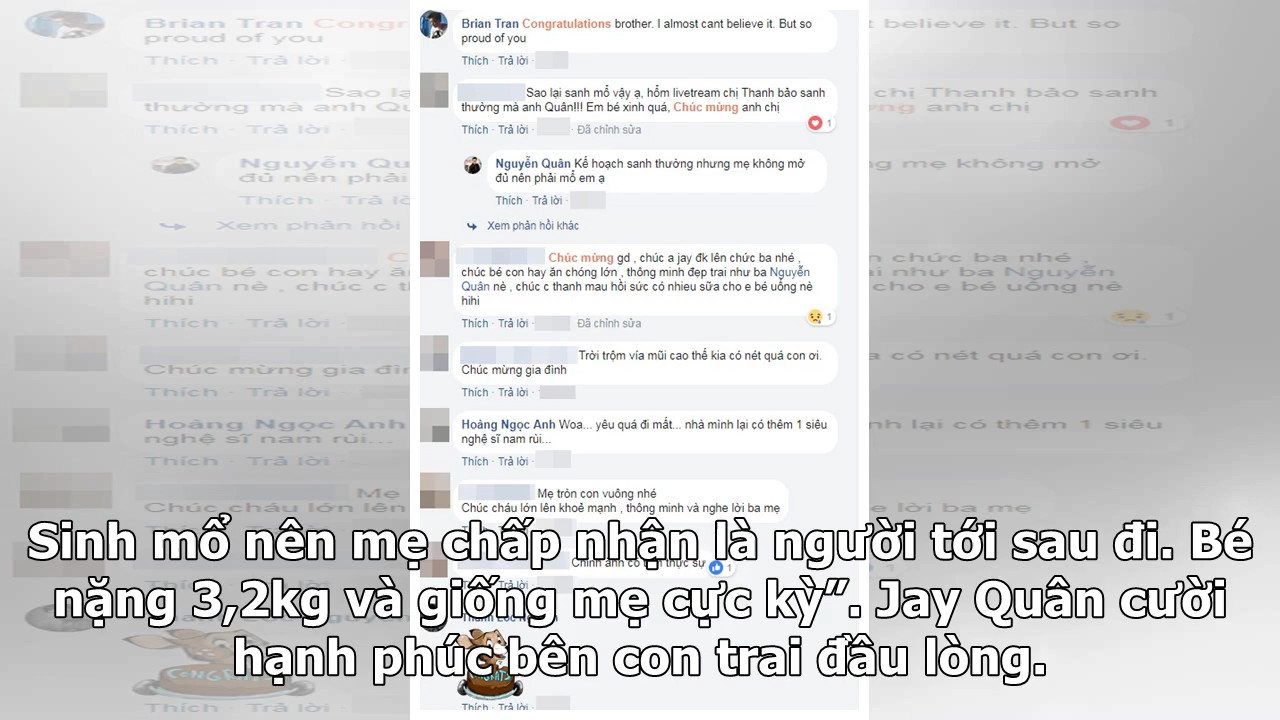 Brian Tran Congratulations brother. I almost cant believe it. But so
proud of you
Thích · Trả lời
Sao lại sanh mổ vậy ạ, hổm livetream chị Thanh bảo sanh
thường mà anh Quân!!! Em bé xinh quá, Chúc mừng anh chị
Thích · Trả lời · Đã chỉnh sửa
1
Nguyễn Quân Kế hoạch sanh thường nhưng mẹ không mở
đủ nên phải mổ em ạ
Thích · Trả lời
Xem phản hồi khác
Chúc mừng gd , chúc a jay đk lên chức ba nhé ,
chúc bé con hay ăn chóng lớn , thông minh đẹp trai như ba Nguyễn
Quân nè , chúc c thanh mau hồi sức có nhieu sữa cho e bé uống nè
hihi
Thích · Trả lời · Đã chỉnh sửa
1
Trời trộm vía mũi cao thế kia có nét quá con ơi.
Chúc mừng gia đình
Thích · Trả lời
Hoàng Ngọc Anh Woa... yêu quá đi mất... nhà mình lại có thêm 1 siêu
nghệ sĩ nam rùi...
Thích · Trả lời
Mẹ tròn con vuông nhé
Chúc cháu lớn lên khoẻ mạnh , thông minh và nghe lời ba mẹ
Sinh mổ nên mẹ chấp nhận là người tới sau đi. Bé
nặng 3,2kg và giống mẹ cực kỳ”. Jay Quân cười
hạnh phúc bên con trai đầu lòng.
1
Thích · Trả lời